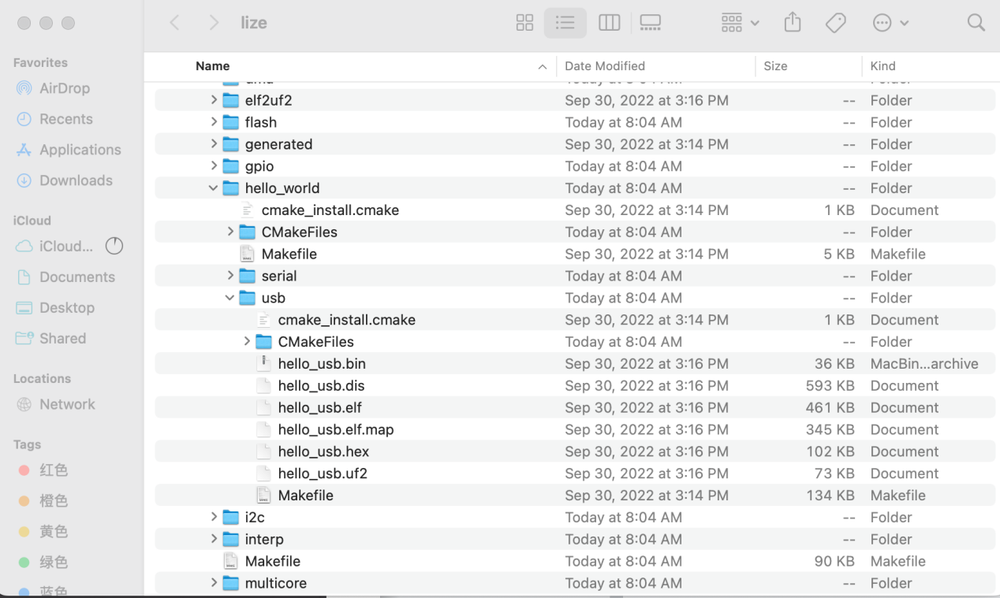 lize
Favorites
AirDrop
Recents
Applications
Downloads
iCloud
iCloud...
Documents
Desktop
Shared
Locations
Network
Tags
红色
橙色
黄色
绿色
蓝色
Name Date Modified Size Kind
elf2uf2 Sep 30, 2022 at 3:16 PM -- Folder
flash Today at 8:04 AM -- Folder
generated Sep 30, 2022 at 3:14 PM -- Folder
gpio Today at 8:04 AM -- Folder
hello_world Today at 8:04 AM -- Folder
cmake_install.cmake Sep 30, 2022 at 3:14 PM 1 KB Document
CMakeFiles Today at 8:04 AM -- Folder
Makefile Sep 30, 2022 at 3:14 PM 5 KB Makefile
serial Today at 8:04 AM -- Folder
usb Today at 8:04 AM -- Folder
cmake_install.cmake Sep 30, 2022 at 3:14 PM 1 KB Document
CMakeFiles Today at 8:04 AM -- Folder
hello_usb.bin Sep 30, 2022 at 3:16 PM 36 KB MacBin...archive
hello_usb.dis Sep 30, 2022 at 3:16 PM 593 KB Document
hello_usb.elf Sep 30, 2022 at 3:16 PM 461 KB Document
hello_usb.elf.map Sep 30, 2022 at 3:16 PM 345 KB Document
hello_usb.hex Sep 30, 2022 at 3:16 PM 102 KB Document
hello_usb.uf2 Sep 30, 2022 at 3:16 PM 73 KB Document
Makefile Sep 30, 2022 at 3:14 PM 134 KB Makefile
i2c Today at 8:04 AM -- Folder
interp Today at 8:04 AM -- Folder
Makefile Today at 8:04 AM 90 KB Makefile
multicore Today at 8:04 AM -- Folder